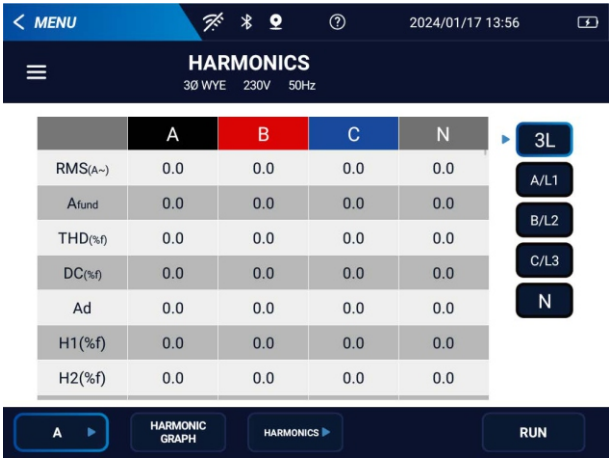 < MENU
2024/01/17 13:56
HARMONICS
3Ø WYE 230V 50Hz
A B C N
RMS(A~) 0.0 0.0 0.0 0.0
Afund 0.0 0.0 0.0 0.0
THD(%f) 0.0 0.0 0.0 0.0
DC(%f) 0.0 0.0 0.0 0.0
Ad 0.0 0.0 0.0 0.0
H1(%f) 0.0 0.0 0.0 0.0
H2(%f) 0.0 0.0 0.0 0.0
3L
A/L1
B/L2
C/L3
N
A
HARMONIC
GRAPH
HARMONICS
RUN